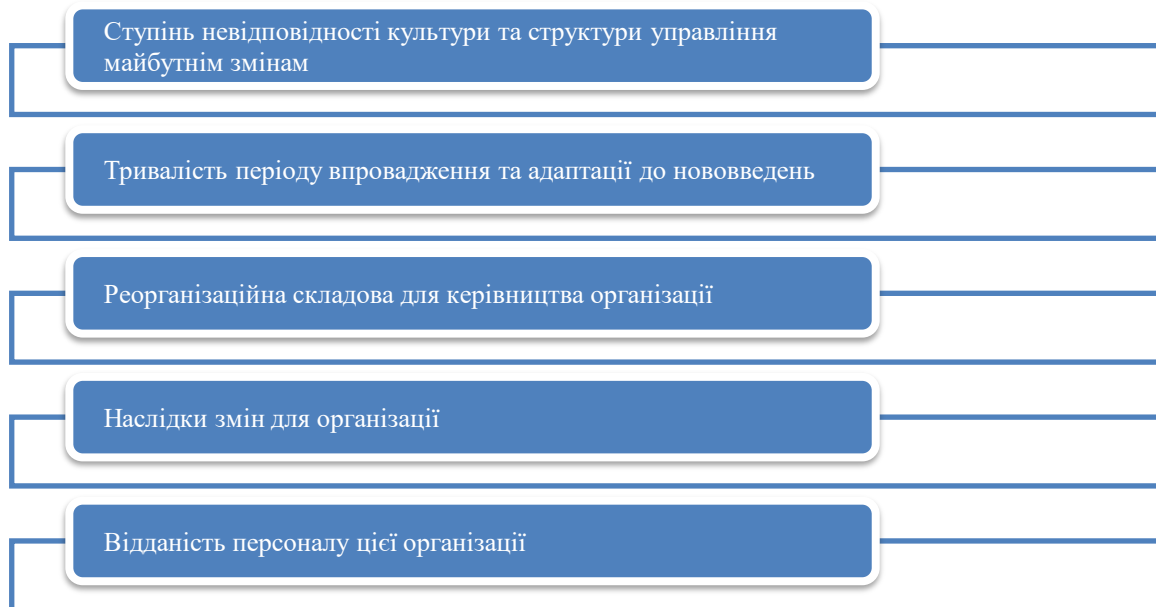 Ступінь невідповідності культури та структури управління
майбутнім змінам
Тривалість періоду впровадження та адаптації до нововведень
Реорганізаційна складова для керівництва організації
Наслідки змін для організації
Відданість персоналу цієї організації